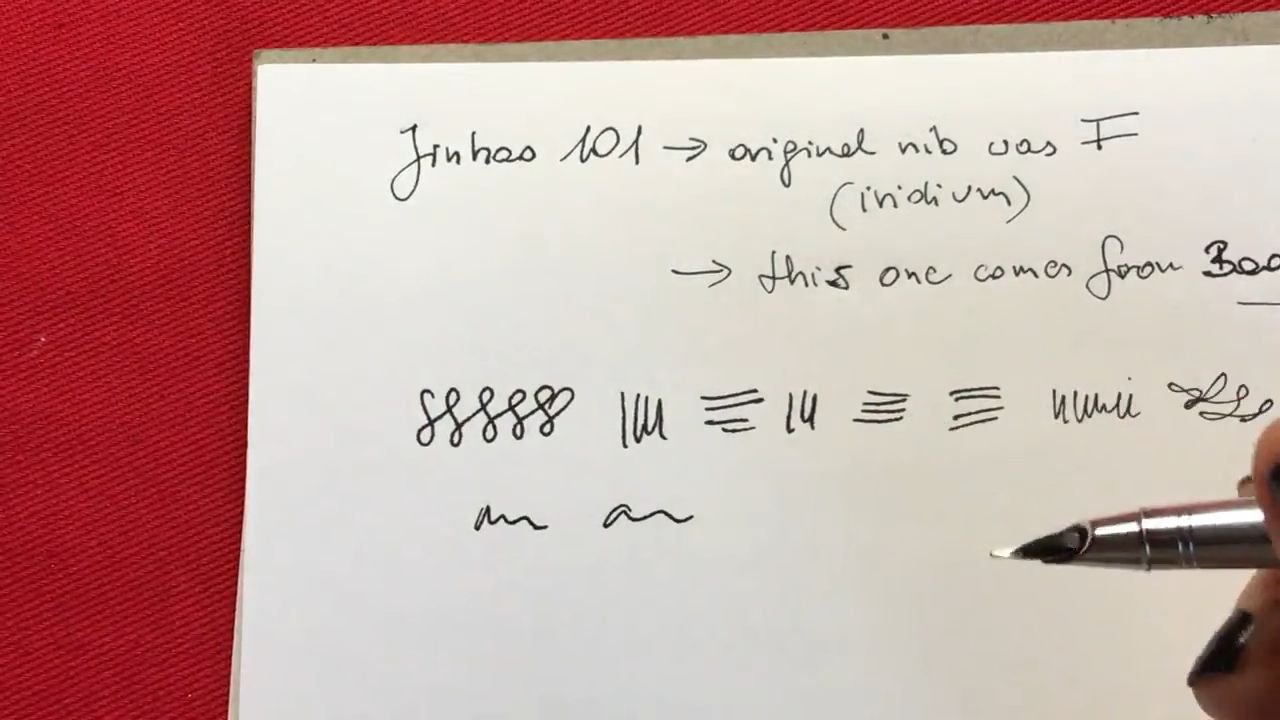 Jinhao 101 → original nib was F
(iridium)
→ this one comes from